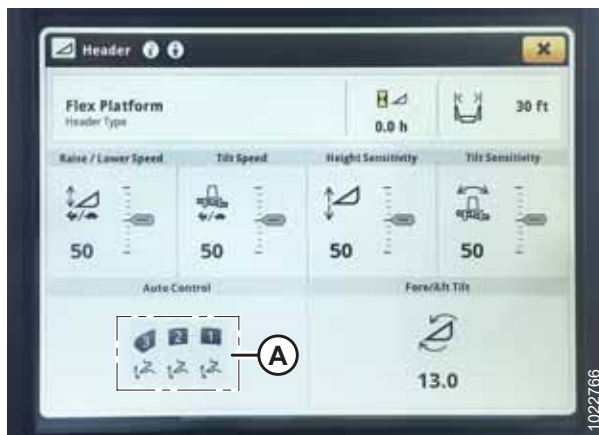 Header
Flex Platform
Header Type
0.0 h
30 ft
Raise / Lower Speed
Tilt Speed
Height Sensitivity
Tilt Sensitivity
50
50
50
50
Auto Control
Fore/Aft Tilt
3 2 1
A
13.0
1022766